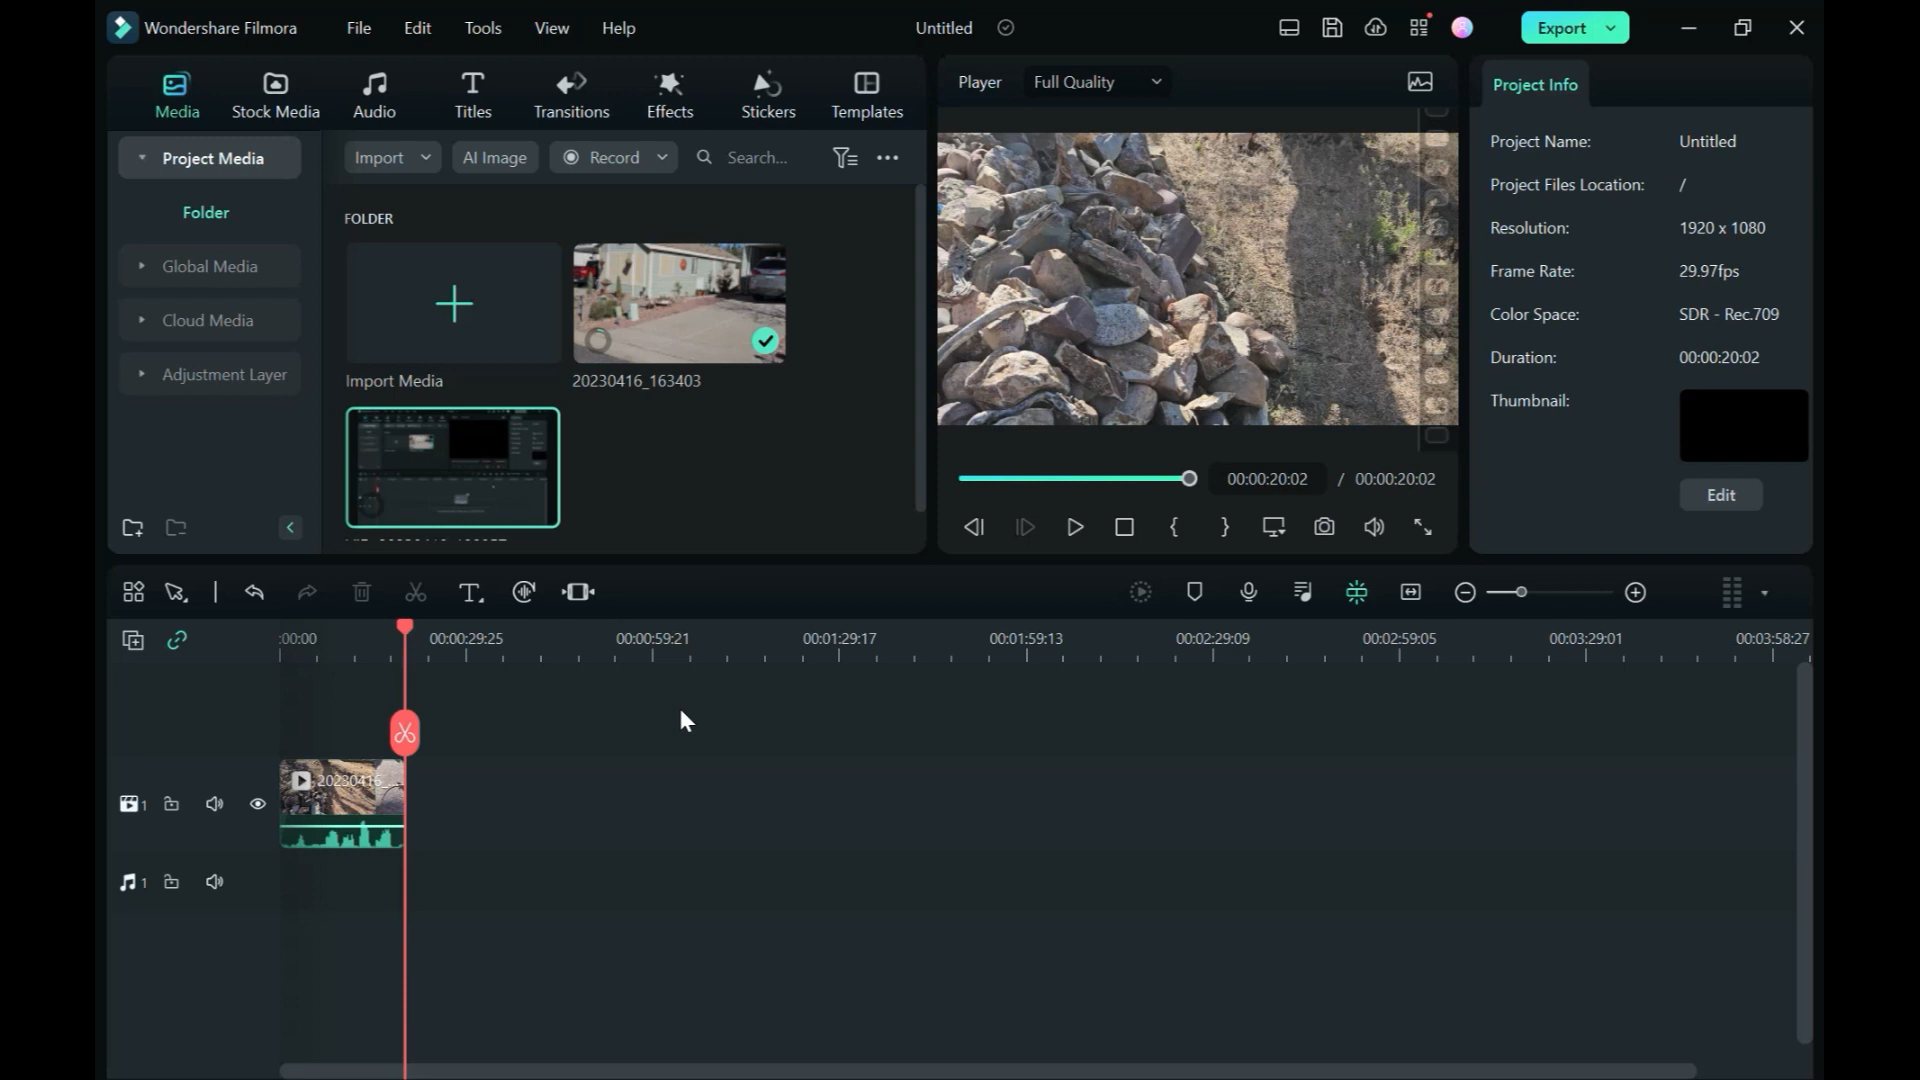 Wondershare Filmora File Edit Tools View Help Untitled Export
Media Stock Media Audio Titles Transitions Effects Stickers Templates
Player Full Quality
Project Info
Project Media
Import AI Image Record Search...
Folder
Global Media
Cloud Media
Adjustment Layer
FOLDER
Import Media
20230416_163403
Project Name: Untitled
Project Files Location: /
Resolution: 1920 x 1080
Frame Rate: 29.97fps
Color Space: SDR - Rec.709
Duration: 00:00:20:02
Thumbnail:
Edit
00:00:20:02 / 00:00:20:02
:00:00 00:00:29:25 00:00:59:21 00:01:29:17 00:01:59:13 00:02:29:09 00:02:59:05 00:03:29:01 00:03:58:27
20230416_...
1
1